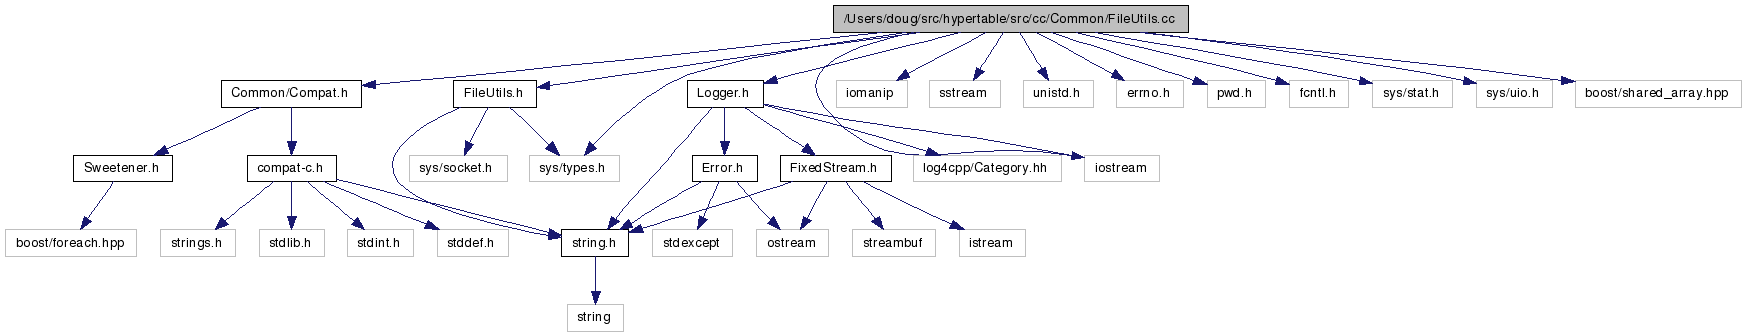 /Users/doug/src/hypertable/src/cc/Common/FileUtils.cc
Common/Compat.h
FileUtils.h
Logger.h
iomanip
sstream
unistd.h
errno.h
pwd.h
fcntl.h
sys/stat.h
sys/uio.h
boost/shared_array.hpp
Sweetener.h
compat-c.h
sys/socket.h
sys/types.h
Error.h
FixedStream.h
log4cpp/Category.hh
iostream
boost/foreach.hpp
strings.h
stdlib.h
stdint.h
stddef.h
string.h
stdexcept
ostream
streambuf
istream
string